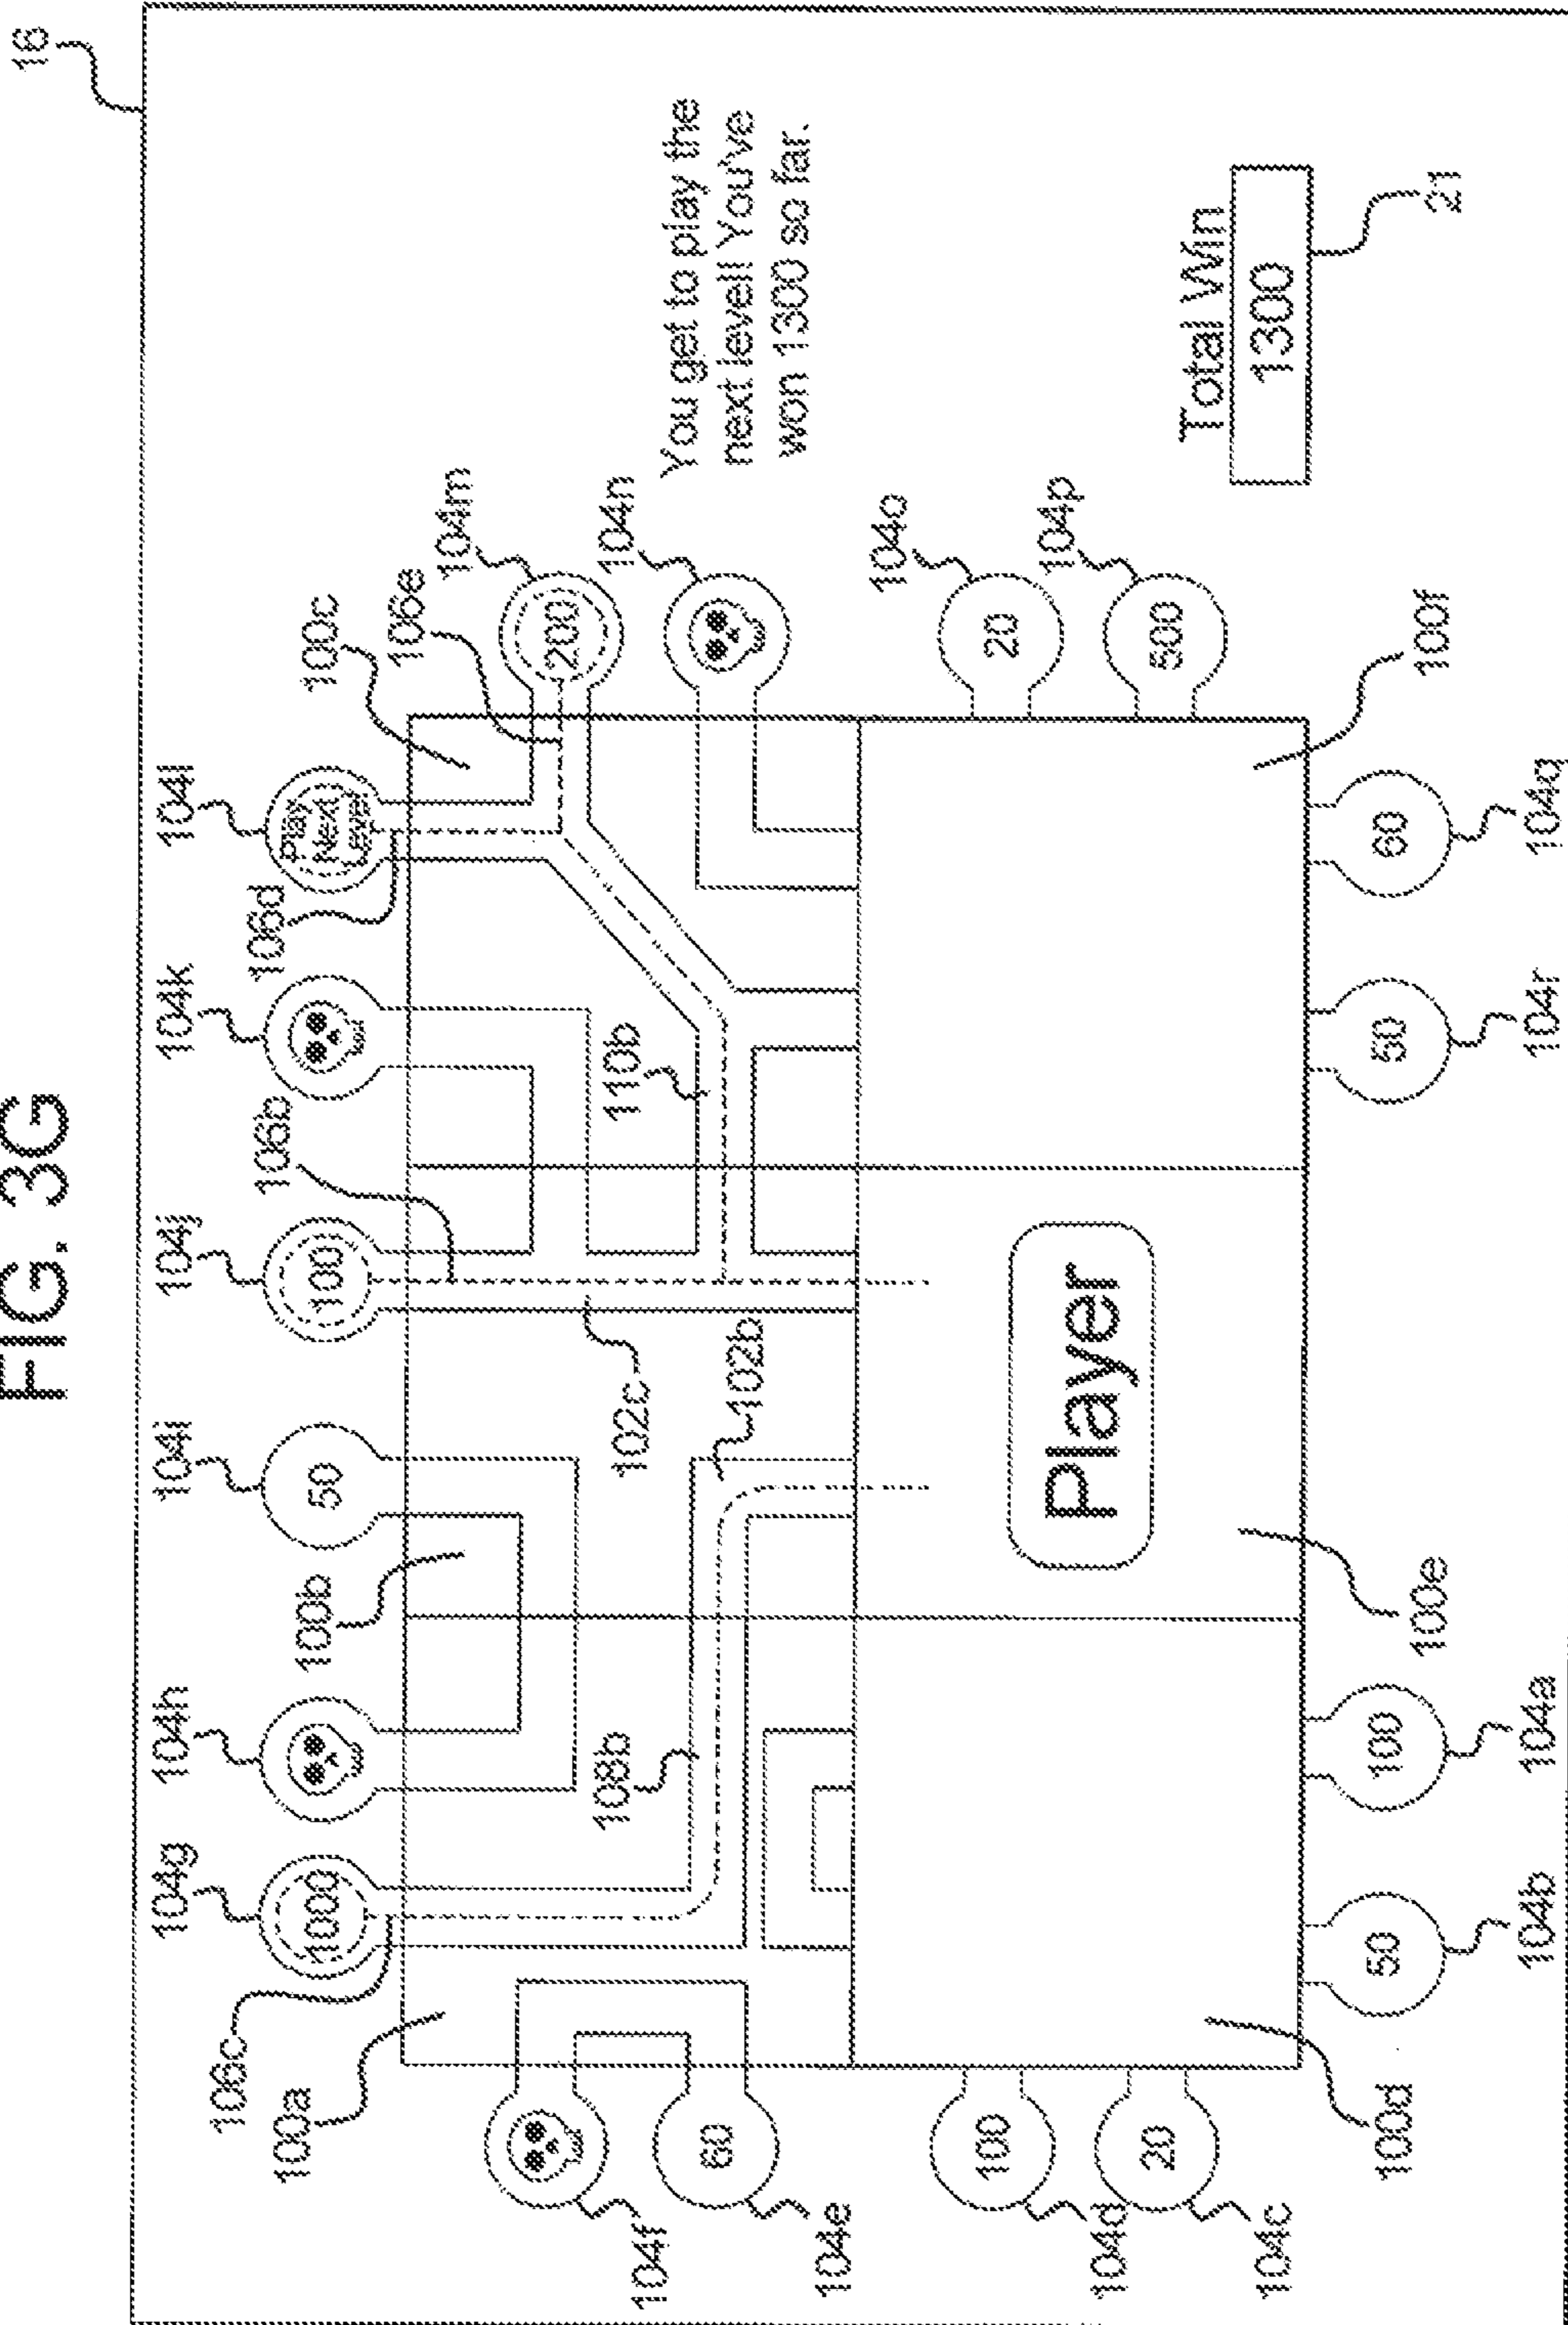 FIG. 3G
16
104g 104h 104i 104j 104k 104l
106c 106b 106d
1000 50 100 Play
Next
Level
100a 100b 100c
106e
104m
200
104f 108b 102c 110b 104n
60 102b
104e
You get to play the
next level! You've
won 1300 so far.
104o
100 20
104d Player 104p
20 500
104c
Total Win
1300
21
100 60
50 50
100d 100e 100f
104b 104a 104r 104q